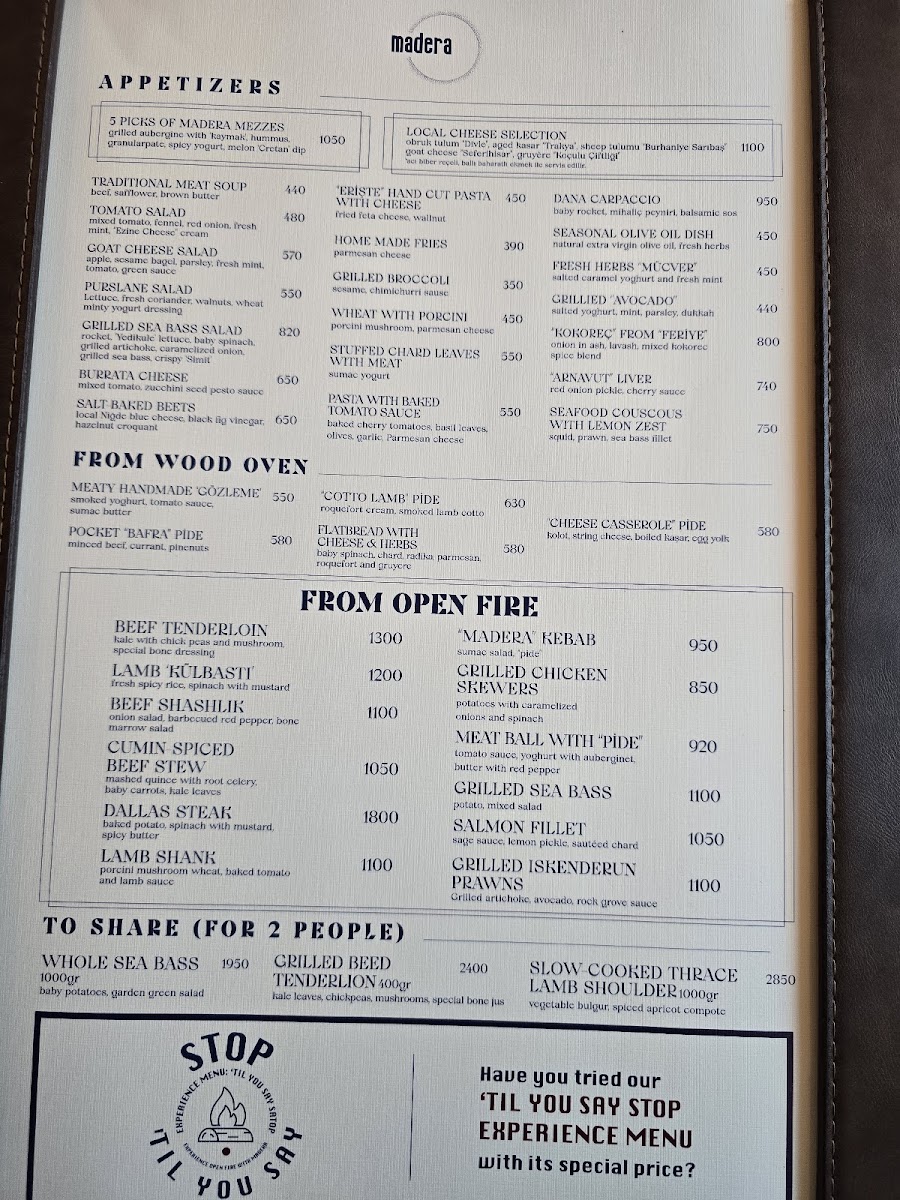 madera
APPETIZERS
5 PICKS OF MADERA MEZZES 1050
grilled aubergine with 'kaymak', hummus,
granularpate, spicy yogurt, melon 'Cretan' dip
LOCAL CHEESE SELECTION 1100
obruk tulum 'Divle', aged kasar 'Trakya', sheep tulumu 'Burhaniye Sarıbaş'
goat cheese 'Seferihisar', gruyère 'Koçulu Çiftliği'
'acı biber reçeli, ballı baharatlı ekmek ile servis edilir.
TRADITIONAL MEAT SOUP 440
beef, safflower, brown butter
TOMATO SALAD 480
mixed tomato, fennel, red onion, fresh
mint, "Ezine Cheese" cream
GOAT CHEESE SALAD 570
apple, sesame bagel, parsley, fresh mint,
tomato, green sauce
PURSLANE SALAD 550
Lettuce, fresh coriander, walnuts, wheat
minty yogurt dressing
GRILLED SEA BASS SALAD 820
rocket, 'Yedikule' lettuce, baby spinach,
grilled artichoke, caramelized onion,
grilled sea bass, crispy 'Simit'
BURRATA CHEESE 650
mixed tomato, zucchini seed pesto sauce
SALT-BAKED BEETS 650
local Nigde blue cheese, black fig vinegar,
hazelnut croquant
"ERİŞTE" HAND CUT PASTA 450
WITH CHEESE
fried feta cheese, walnut
HOME MADE FRIES 390
parmesan cheese
GRILLED BROCCOLI 350
sesame, chimichurri sause
WHEAT WITH PORCINI 450
porcini mushroom, parmesan cheese
STUFFED CHARD LEAVES 550
WITH MEAT
sumac yogurt
PASTA WITH BAKED
TOMATO SAUCE 550
baked cherry tomatoes, basil leaves,
olives, garlic, Parmesan cheese
DANA CARPACCIO 950
baby rocket, mihaliç peyniri, balsamic sos
SEASONAL OLIVE OIL DISH 450
natural extra virgin olive oil, fresh herbs
FRESH HERBS "MÜCVER" 450
salted caramel yoghurt and fresh mint
GRILLIED "AVOCADO" 440
salted yoghurt, mint, parsley, dukkah
"KOKOREÇ" FROM "FERİYE" 800
onion in ash, lavash, mixed kokorec
spice blend
"ARNAVUT" LIVER 740
red onion pickle, cherry sauce
SEAFOOD COUSCOUS
WITH LEMON ZEST 750
squid, prawn, sea bass fillet
FROM WOOD OVEN
MEATY HANDMADE 'GÖZLEME' 550
smoked yoghurt, tomato sauce,
sumac butter
POCKET "BAFRA" PİDE 580
minced beef, currant, pinenuts
"COTTO LAMB" PİDE 630
roquefort cream, smoked lamb cotto
FLATBREAD WITH
CHEESE & HERBS 580
baby spinach, chard, radika, parmesan,
roquefort and gruyere
"CHEESE CASSEROLE" PİDE 580
kolot, string cheese, boiled kasar, egg yolk
FROM OPEN FIRE
BEEF TENDERLOIN 1300
kale with chick peas and mushroom,
special bone dressing
LAMB 'KÜLBASTI' 1200
fresh spicy rice, spinach with mustard
BEEF SHASHLIK 1100
onion salad, barbecued red pepper, bone
marrow salad
CUMIN-SPICED
BEEF STEW 1050
mashed quince with root celery,
baby carrots, kale leaves
DALLAS STEAK 1800
baked potato, spinach with mustard,
spicy butter
LAMB SHANK 1100
porcini mushroom wheat, baked tomato
and lamb sauce
"MADERA" KEBAB 950
sumac salad, "pide"
GRILLED CHICKEN
SKEWERS 850
potatoes with caramelized
onions and spinach
MEAT BALL WITH "PİDE" 920
tomato sauce, yoghurt with auberginet,
butter with red pepper
GRILLED SEA BASS 1100
potato, mixed salad
SALMON FILLET 1050
sage sauce, lemon pickle, sautéed chard
GRILLED ISKENDERUN
PRAWNS 1100
Grilled artichoke, avocado, rock grove sauce
TO SHARE (FOR 2 PEOPLE)
WHOLE SEA BASS 1950
1000gr
baby potatoes, garden green salad
GRILLED BEED 2400
TENDERLION 400gr
kale leaves, chickpeas, mushrooms, special bone jus
SLOW-COOKED THRACE 2850
LAMB SHOULDER 1000gr
vegetable bulgur, spiced apricot compote
STOP
EXPERIENCE MENU: 'TIL YOU SAY SATOP
EXPERIENCE OPEN FIRE WITH MADERA
'TIL YOU SAY
Have you tried our
'TIL YOU SAY STOP
EXPERIENCE MENU
with its special price?